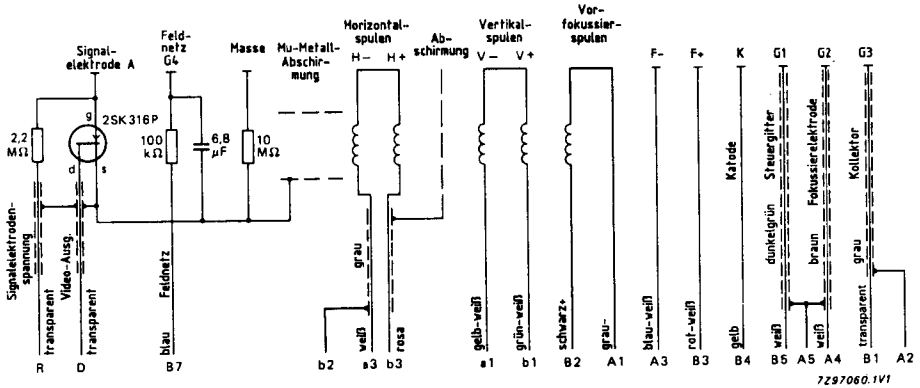 Signal-
elektrode A
Feld-
netz
G4
Masse
Mu-Metall-
Abschir-
mung
Horizontal-
spulen
H– H+
Ab-
schirmung
Vertikal-
spulen
V– V+
Vor-
fokussier-
spulen
F– F+ K G1 G2 G3
g
2SK316P
d s
2,2
MΩ
100
kΩ
6,8
µF
10
MΩ
Signalelektroden-
spannung
transparent
Video-Ausg.
transparent
Feldnetz
blau
grau
weiß
rosa
gelb-weiß
grün-weiß
schwarz+
grau-
blau-weiß
rot-weiß
Katode
gelb
Steuergitter
dunkelgrün
weiß
Fokussierelektrode
braun
weiß
Kollektor
grau
transparent
R D B7 b2 a3 b3 a1 b1 B2 A1 A3 B3 B4 B5 A5 A4 B1 A2
7Z97060.1V1